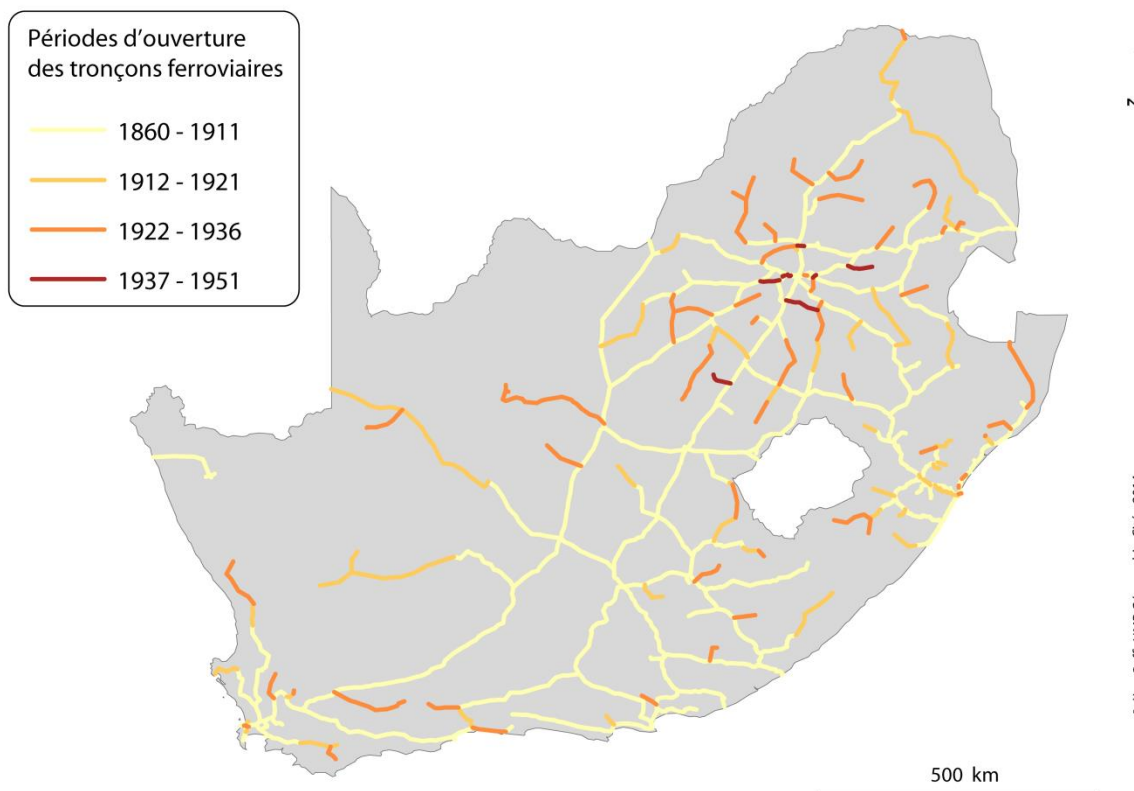 Périodes d’ouverture
des tronçons ferroviaires
1860 - 1911
1912 - 1921
1922 - 1936
1937 - 1951
500 km